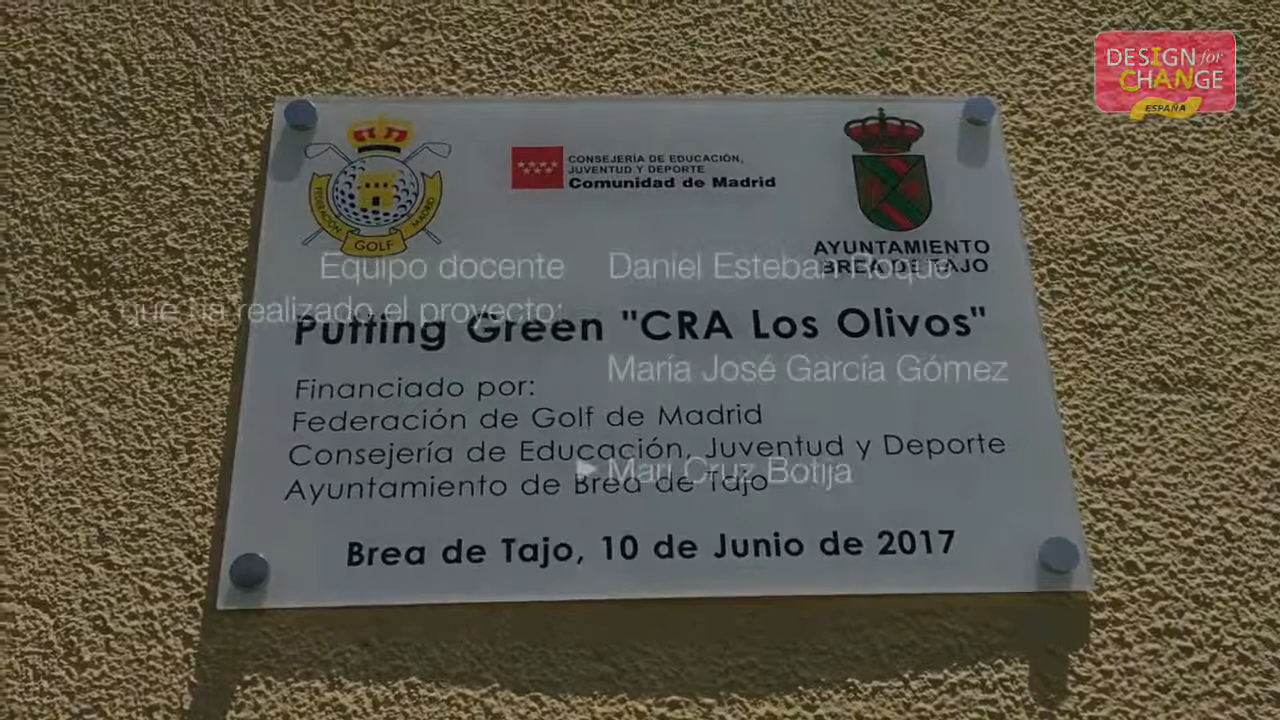 DESIGN for
CHANGE
ESPAÑA
FEDERACIÓN
GOLF
MADRID
CONSEJERÍA DE EDUCACIÓN,
JUVENTUD Y DEPORTE
Comunidad de Madrid
AYUNTAMIENTO
BREA DE TAJO
Equipo docente
que ha realizado el proyecto:
Daniel Esteban Roque
María José García Gómez
Mari Cruz Botija
Putting Green "CRA Los Olivos"
Financiado por:
Federación de Golf de Madrid
Consejería de Educación, Juventud y Deporte
Ayuntamiento de Brea de Tajo
Brea de Tajo, 10 de Junio de 2017